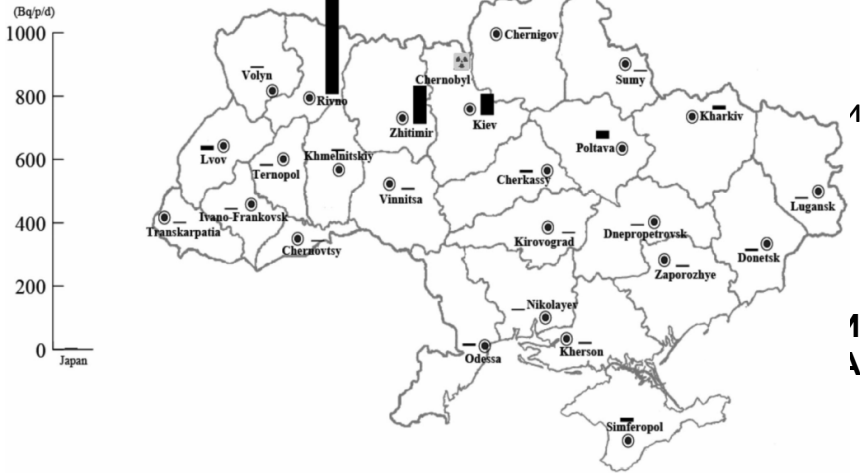 (Bq/p/d)
1000
800
600
400
200
0
Japan
Chernigov
Volyn
Chernobyl
Sumy
Rivno
Zhitimir
Kiev
Kharkiv
M
Lvov
Khmelnitskiy
Poltava
Ternopol
Cherkassy
Vinnitsa
Lugansk
Ivano-Frankovsk
Transkarpatia
Kirovograd
Dnepropetrovsk
Chernovtsy
Donetsk
Zaporozhye
Nikolayev
M
Odessa
Kherson
A
Simferopol